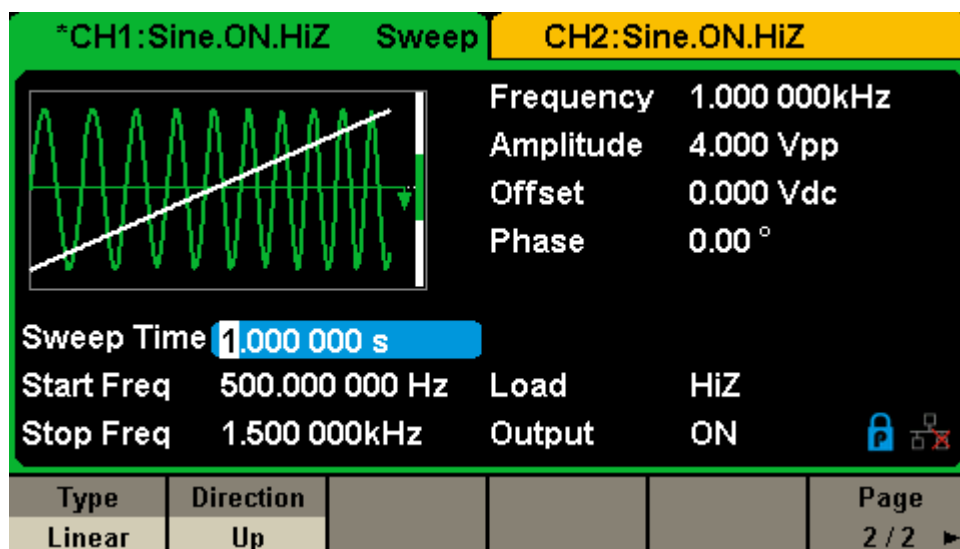 *CH1:Sine.ON.HiZ Sweep CH2:Sine.ON.HiZ
Frequency 1.000 000kHz
Amplitude 4.000 Vpp
Offset 0.000 Vdc
Phase 0.00 °
Sweep Time 1.000 000 s
Start Freq 500.000 000 Hz Load HiZ
Stop Freq 1.500 000kHz Output ON P
Type Direction Page
Linear Up 2 / 2